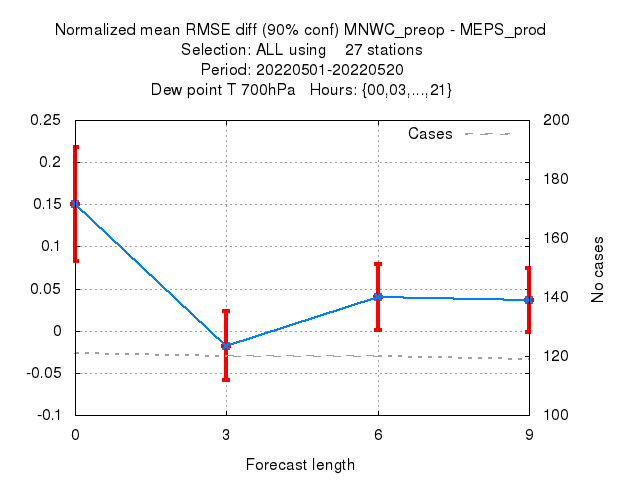 Normalized mean RMSE diff (90% conf) MNWC_preop - MEPS_prod
Selection: ALL using    27 stations
Period: 20220501-20220520
Dew point T 700hPa   Hours: {00,03,...,21}
Cases
0.25
0.2
0.15
0.1
0.05
0
-0.05
-0.1
200
180
160
140
120
100
No cases
0
3
6
9
Forecast length